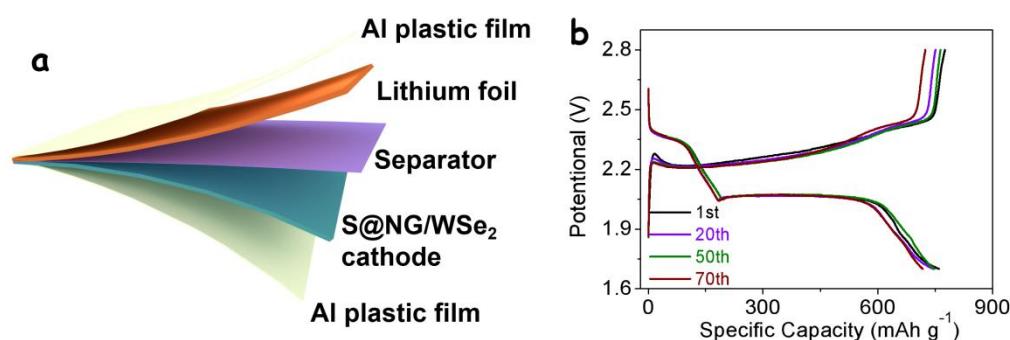 a
Al plastic film
Lithium foil
Separator
S@NG/WSe₂
cathode
Al plastic film
b
Potentional (V)
2.8
2.5
2.2
1.9
1.6
1st
20th
50th
70th
0
300
600
900
Specific Capacity (mAh g⁻¹)